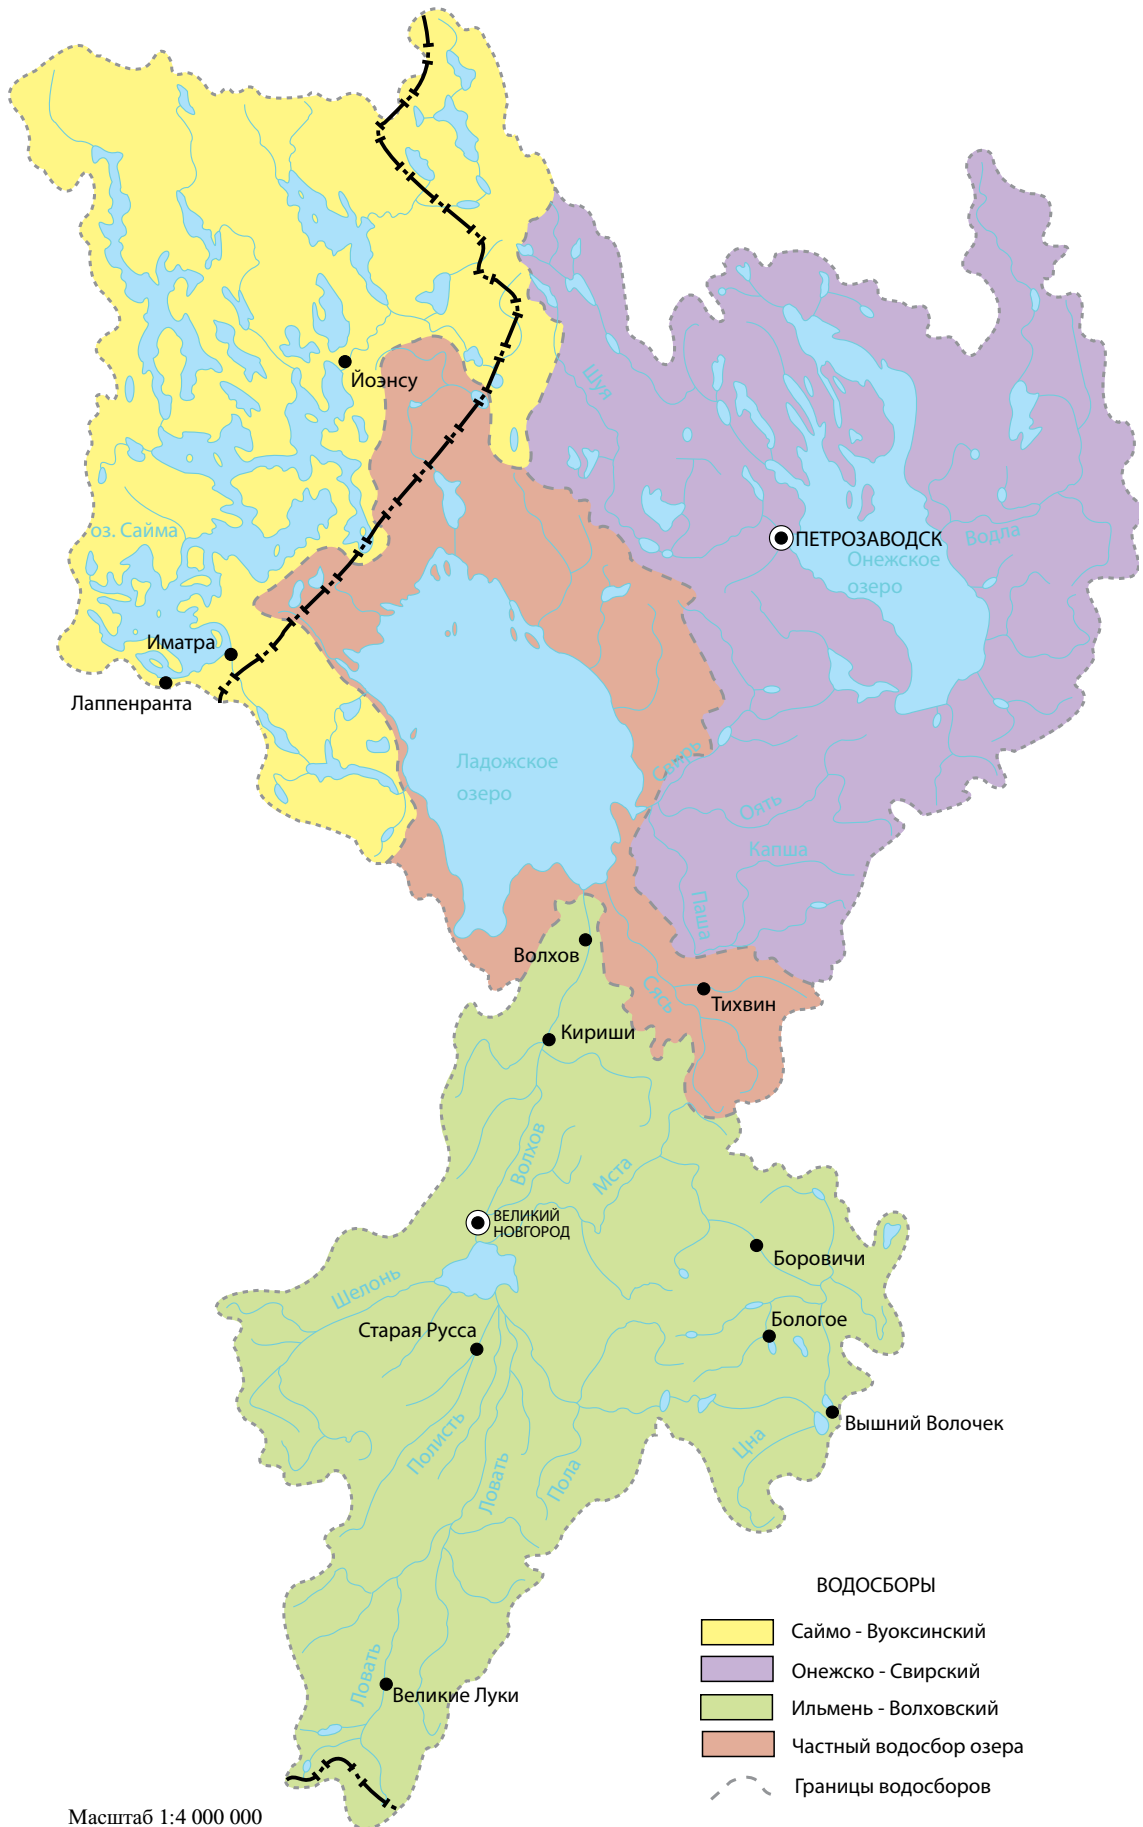 Йоэнсу
Шуя
оз. Сайма
ПЕТРОЗАВОДСК
Водла
Онежское
озеро
Иматра
Лаппенранта
Ладожское
озеро
Свирь
Оять
Капша
Паша
Волхов
Сясь
Тихвин
Кириши
Волхов
Мста
ВЕЛИКИЙ
НОВГОРОД
Боровичи
Шелонь
Старая Русса
Бологое
Вышний Волочек
Полисть
Ловать
Пола
Цна
Ловать
Великие Луки
ВОДОСБОРЫ
Саймо - Вуоксинский
Онежско - Свирский
Ильмень - Волховский
Частный водосбор озера
Границы водосборов
Масштаб 1:4 000 000